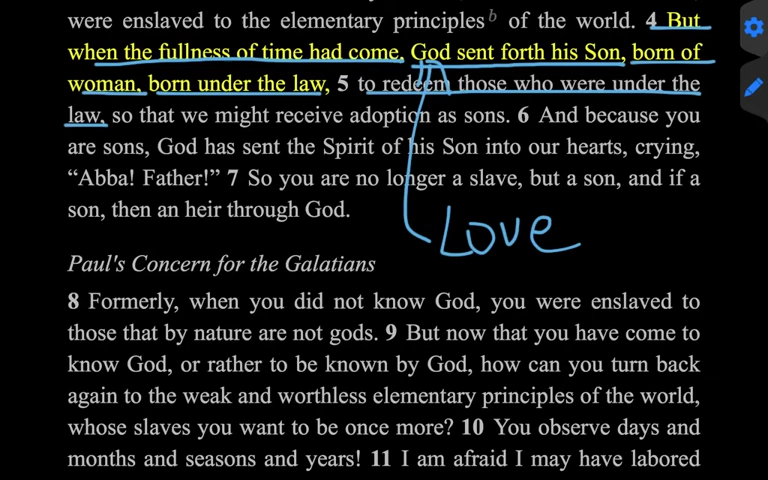 were enslaved to the elementary principles b of the world. 4 But
when the fullness of time had come, God sent forth his Son, born of
woman, born under the law, 5 to redeem those who were under the
law, so that we might receive adoption as sons. 6 And because you
are sons, God has sent the Spirit of his Son into our hearts, crying,
“Abba! Father!” 7 So you are no longer a slave, but a son, and if a
son, then an heir through God.
Love
Paul's Concern for the Galatians
8 Formerly, when you did not know God, you were enslaved to
those that by nature are not gods. 9 But now that you have come to
know God, or rather to be known by God, how can you turn back
again to the weak and worthless elementary principles of the world,
whose slaves you want to be once more? 10 You observe days and
months and seasons and years! 11 I am afraid I may have labored